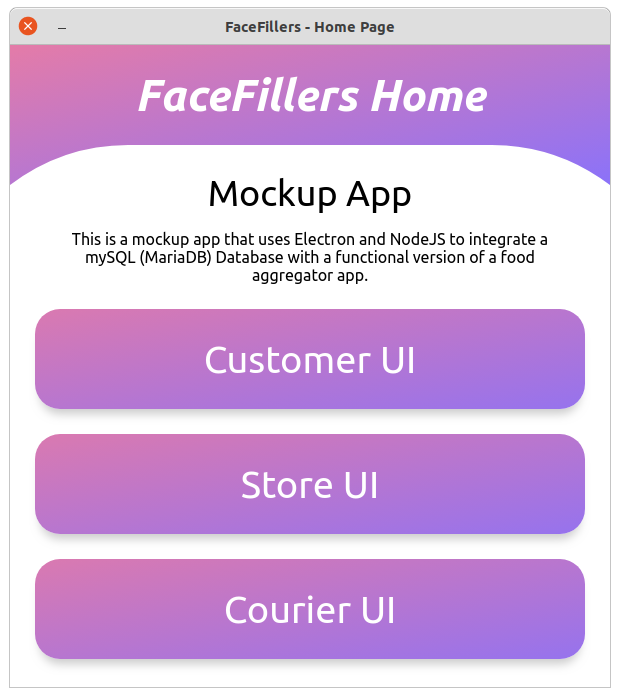 FaceFillers - Home Page
FaceFillers Home
Mockup App
This is a mockup app that uses Electron and NodeJS to integrate a
mySQL (MariaDB) Database with a functional version of a food
aggregator app.
Customer UI
Store UI
Courier UI